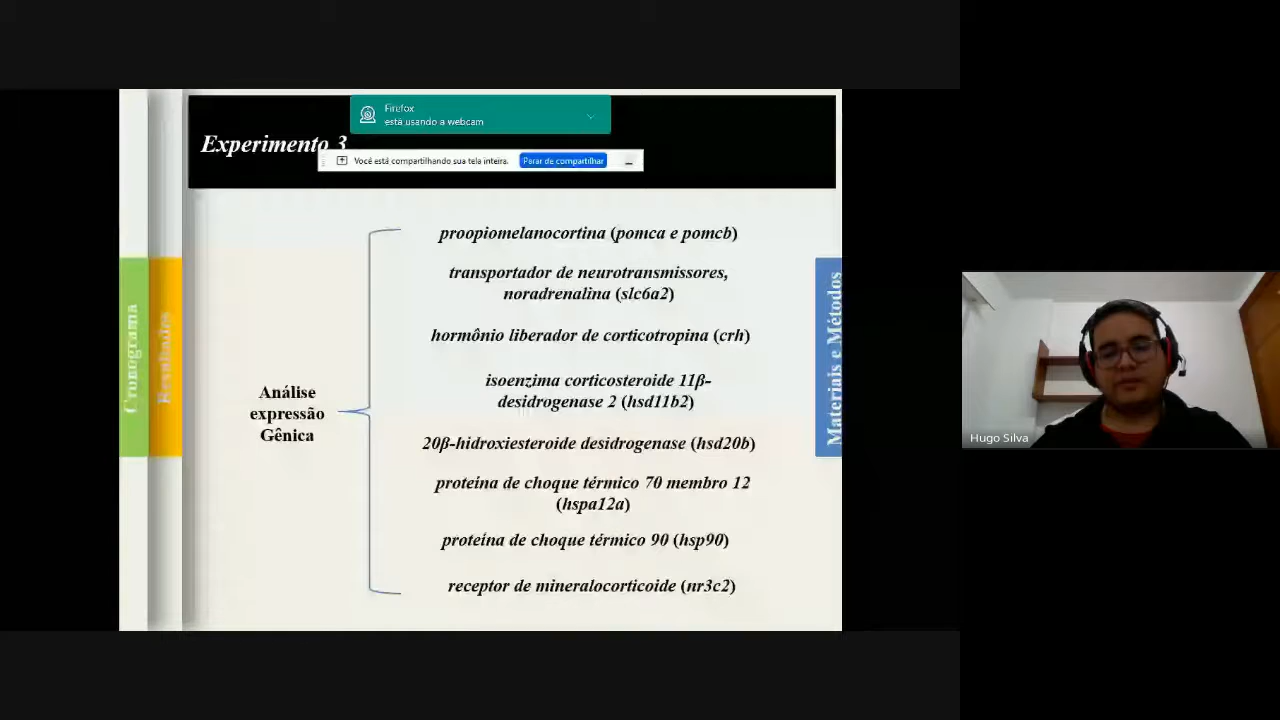 Firefox
está usando a webcam
Experimento 3
Você está compartilhando sua tela inteira.
Parar de compartilhar
proopiomelanocortina (pomca e pomcb)
transportador de neurotransmissores,
noradrenalina (slc6a2)
hormônio liberador de corticotropina (crh)
isoenzima corticosteroide 11β-
desidrogenase 2 (hsd11b2)
Análise
expressão
Gênica
20β-hidroxiesteroide desidrogenase (hsd20b)
proteína de choque térmico 70 membro 12
(hspa12a)
proteína de choque térmico 90 (hsp90)
receptor de mineralocorticoide (nr3c2)
Cronograma
Resultados
Materiais e Métodos
Hugo Silva